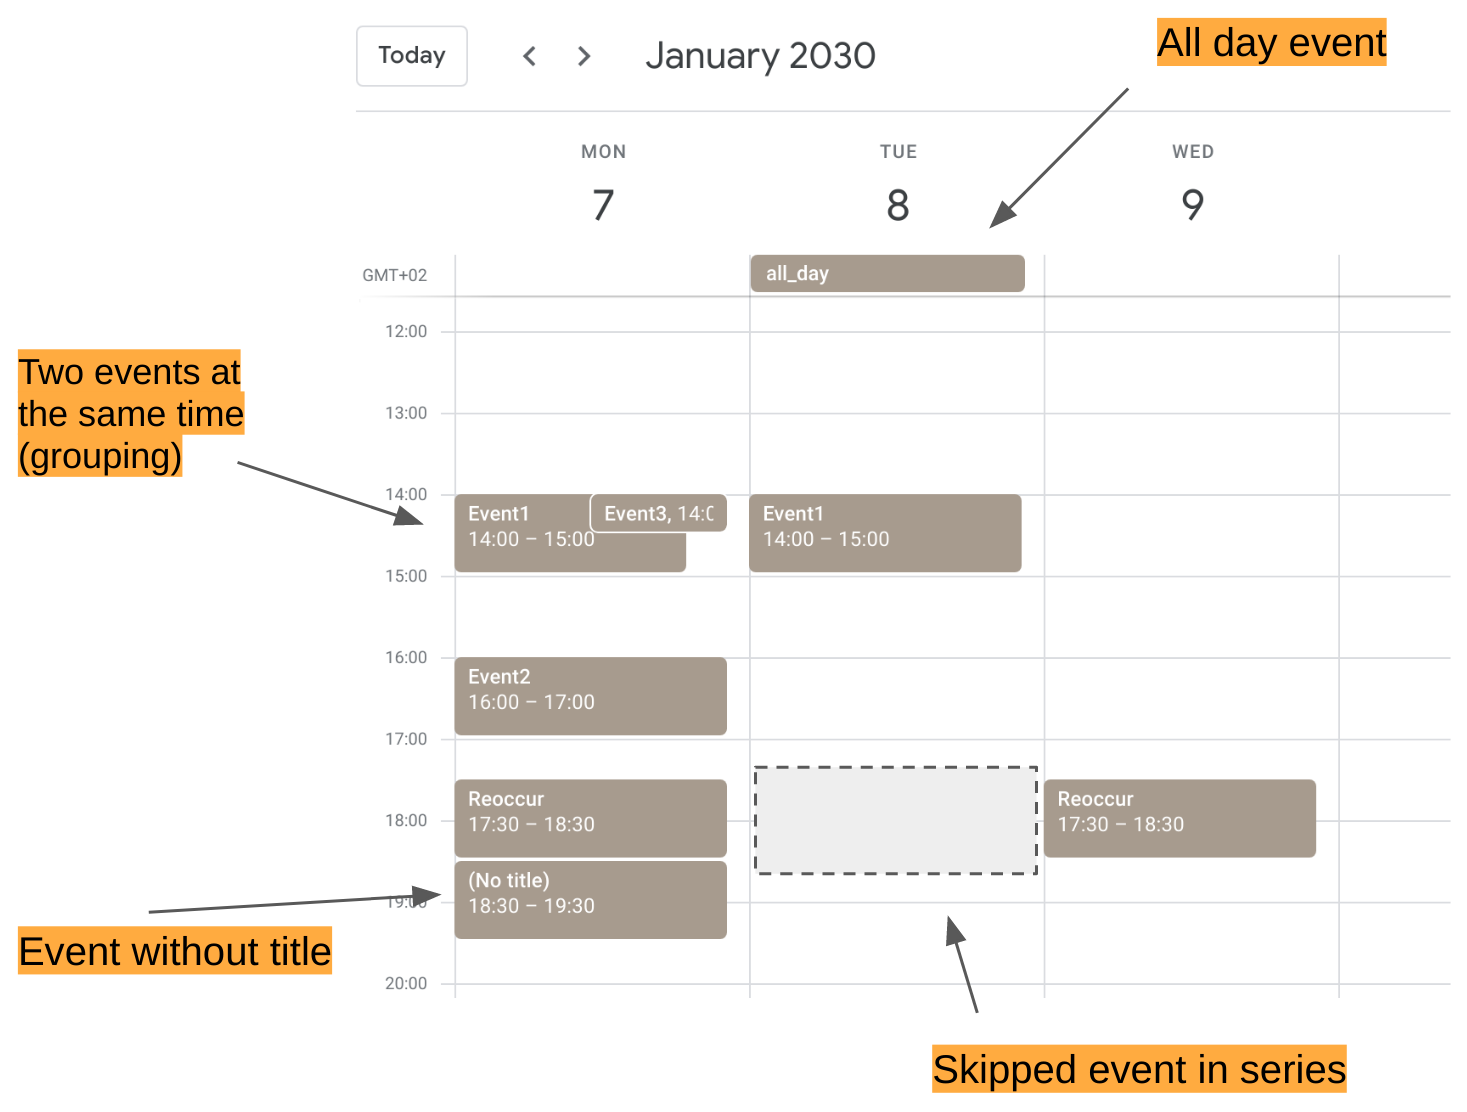 Today
January 2030
All day event
MON
TUE
WED
7
8
9
GMT+02
all_day
12:00
Two events at
the same time
(grouping)
13:00
14:00
Event1
14:00 – 15:00
Event3, 14:0
Event1
14:00 – 15:00
15:00
16:00
Event2
16:00 – 17:00
17:00
Reoccur
17:30 – 18:30
Reoccur
17:30 – 18:30
18:00
(No title)
18:30 – 19:30
19:00
Event without title
20:00
Skipped event in series